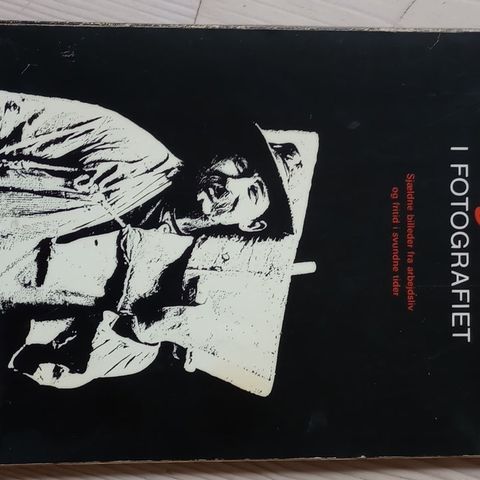 I FOTOGRAFIET
Sjældne billeder fra arbejdsliv
og fritid i svundne tider